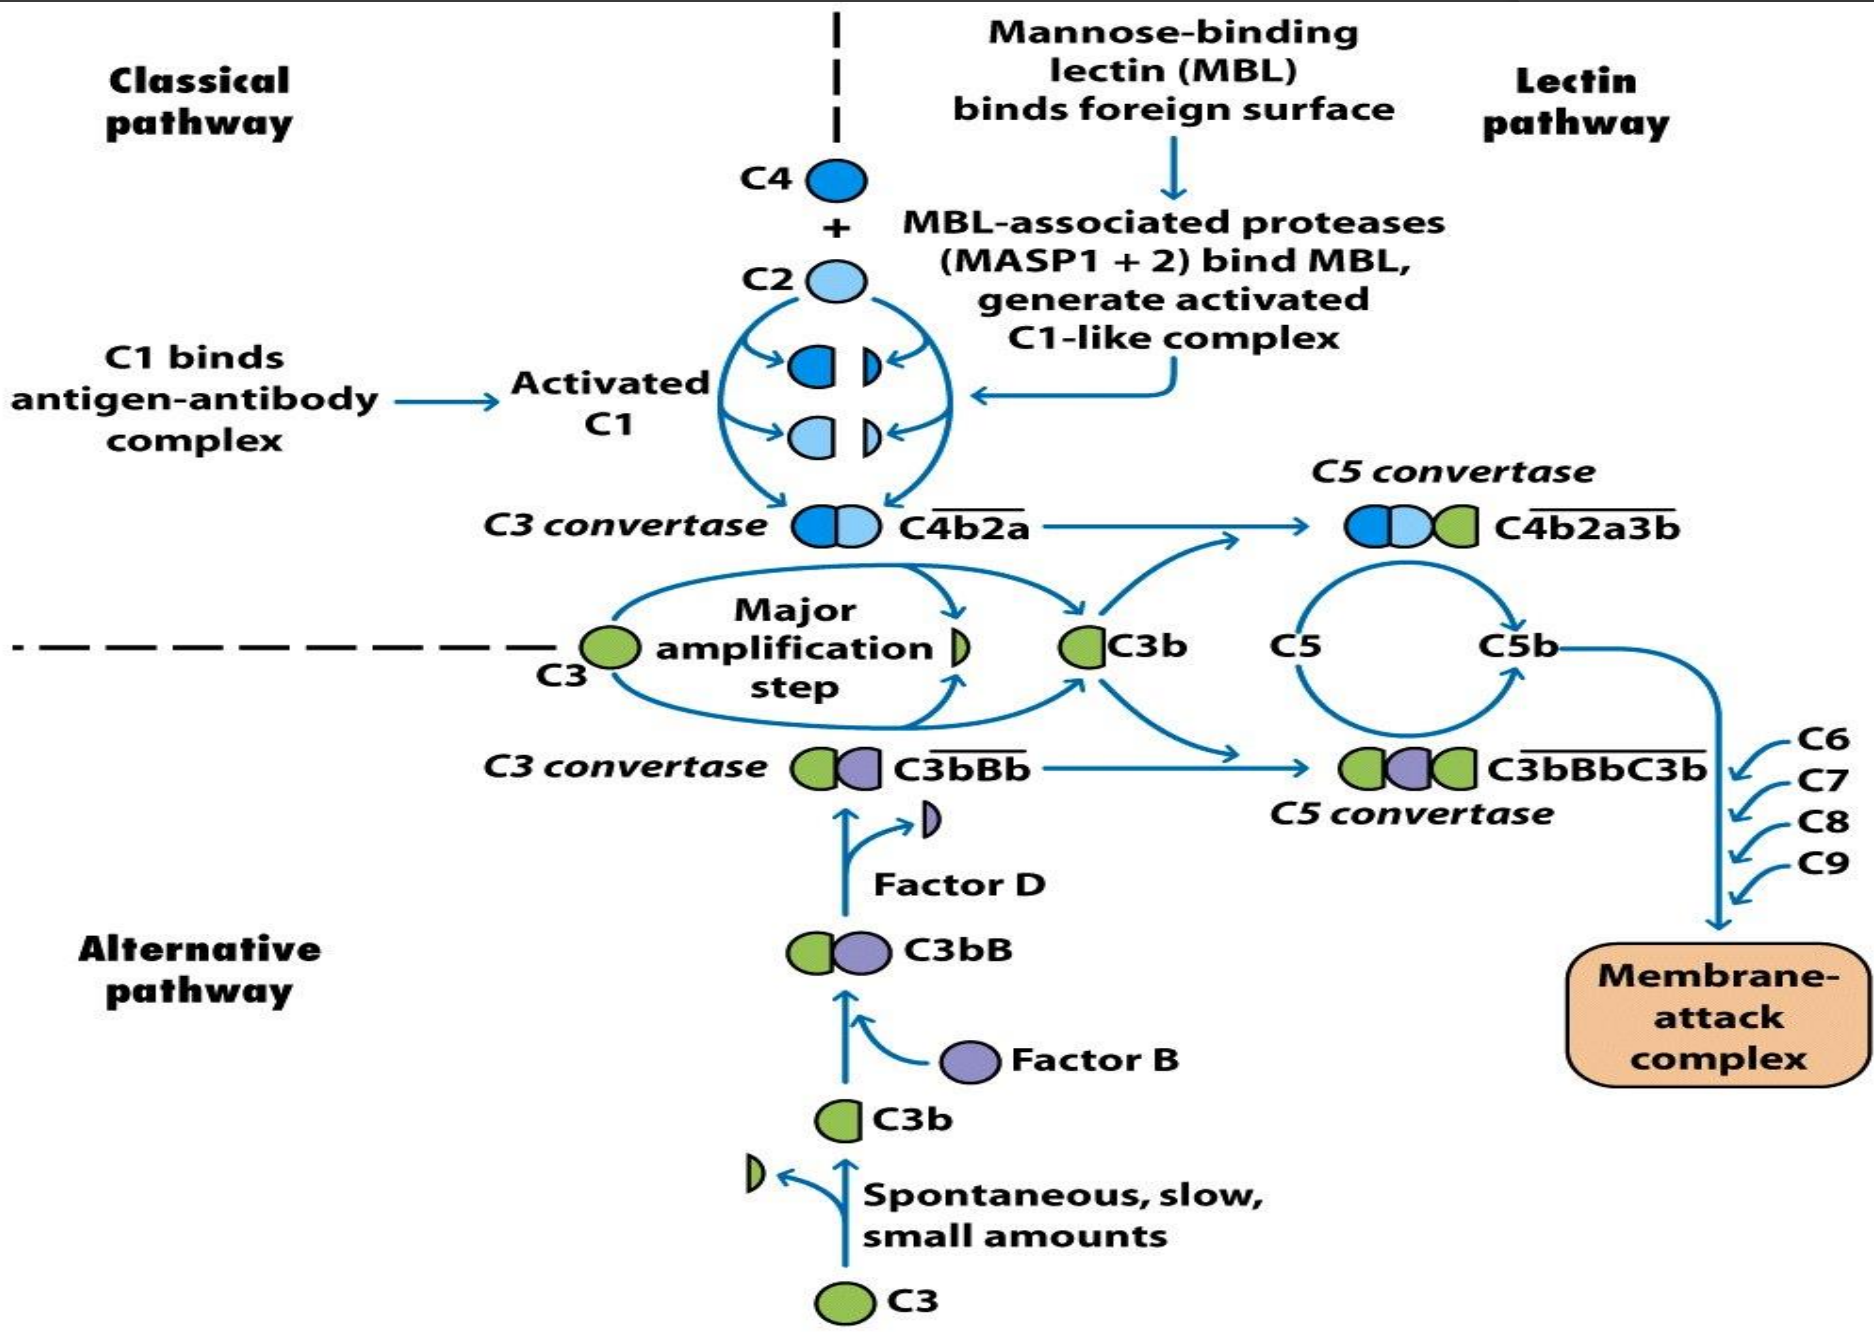 Classical
pathway
Mannose-binding
lectin (MBL)
binds foreign surface
Lectin
pathway
C4
+
C2
MBL-associated proteases
(MASP1 + 2) bind MBL,
generate activated
C1-like complex
C1 binds
antigen-antibody
complex
Activated
C1
C3 convertase
C4b2a
C5 convertase
C4b2a3b
C3
Major
amplification
step
C3b
C5
C5b
C3 convertase
C3bBb
C3bBbC3b
C5 convertase
C6
C7
C8
C9
Factor D
Alternative
pathway
C3bB
Membrane-
attack
complex
Factor B
C3b
Spontaneous, slow,
small amounts
C3